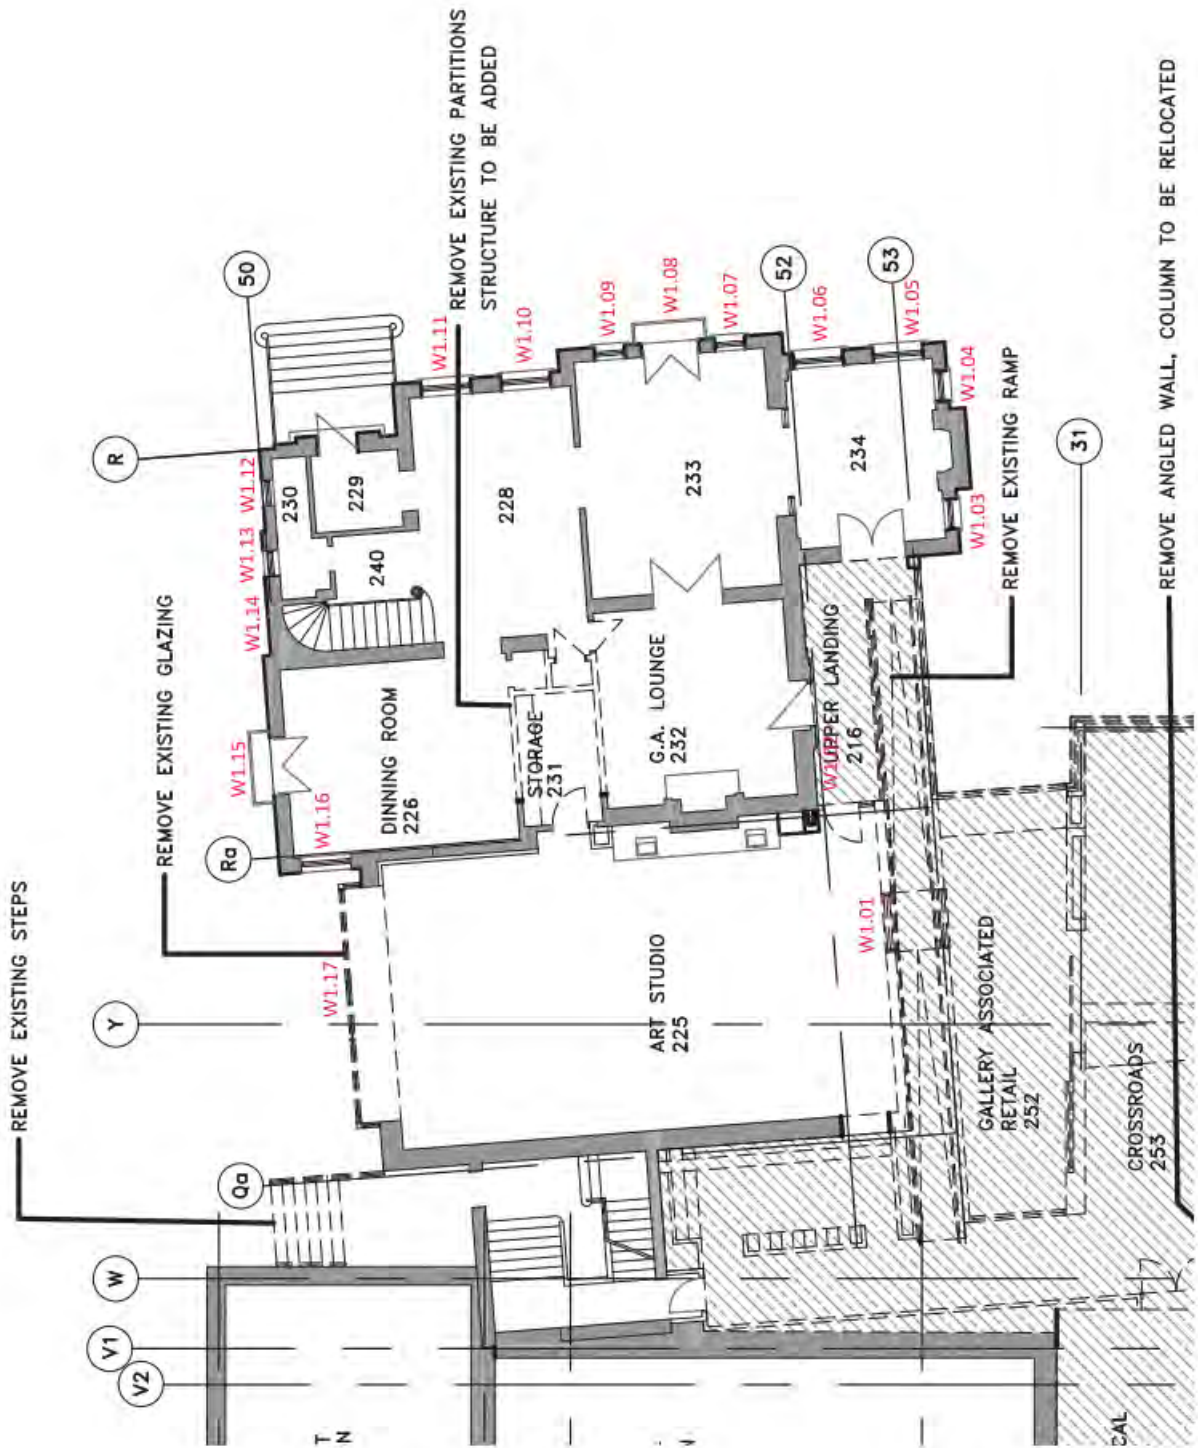 REMOVE EXISTING STEPS
REMOVE EXISTING GLAZING
REMOVE EXISTING PARTITIONS
STRUCTURE TO BE ADDED
REMOVE EXISTING RAMP
REMOVE ANGLED WALL, COLUMN TO BE RELOCATED
V2
V1
W
Qa
Y
Ra
R
50
52
53
31
W1.17
W1.16
W1.15
W1.14
W1.13
W1.12
W1.11
W1.10
W1.09
W1.08
W1.07
W1.06
W1.05
W1.04
W1.03
W1.01
DINNING ROOM
226
240
230
229
228
STORAGE
231
G.A. LOUNGE
232
233
234
UPPER LANDING
216
ART STUDIO
225
GALLERY ASSOCIATED
RETAIL
252
CROSSROADS
253
T
N
CAL